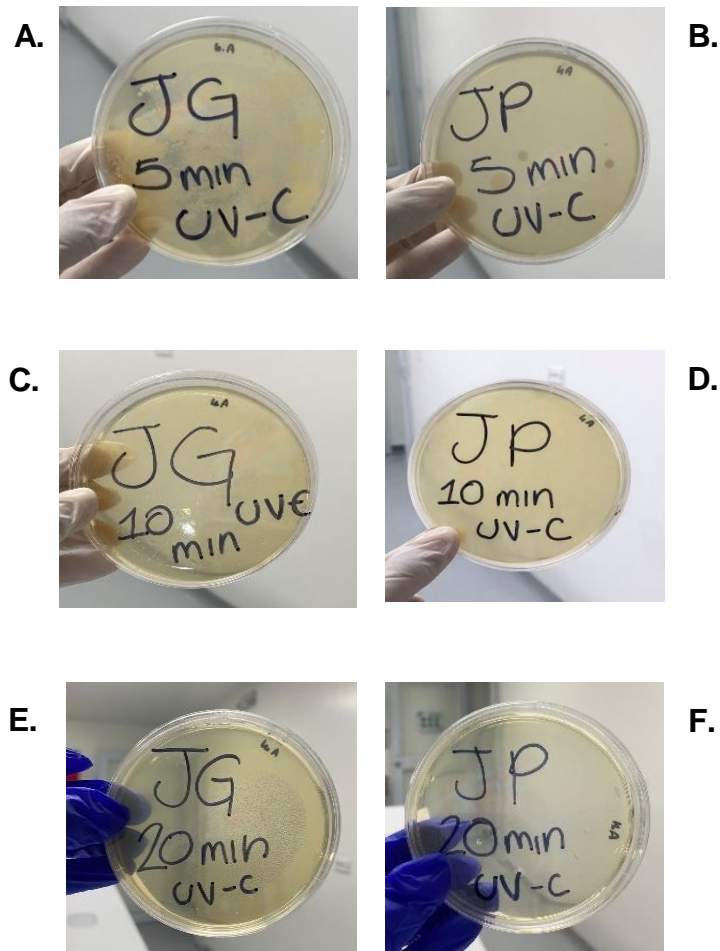 A.
JG
5 min
UV-C
B.
JP
5 min
UV-C
C.
JG
10 UVC
min
D.
JP
10 min
UV-C
E.
JG
20 min
UV-C
F.
JP
20 min
UV-C